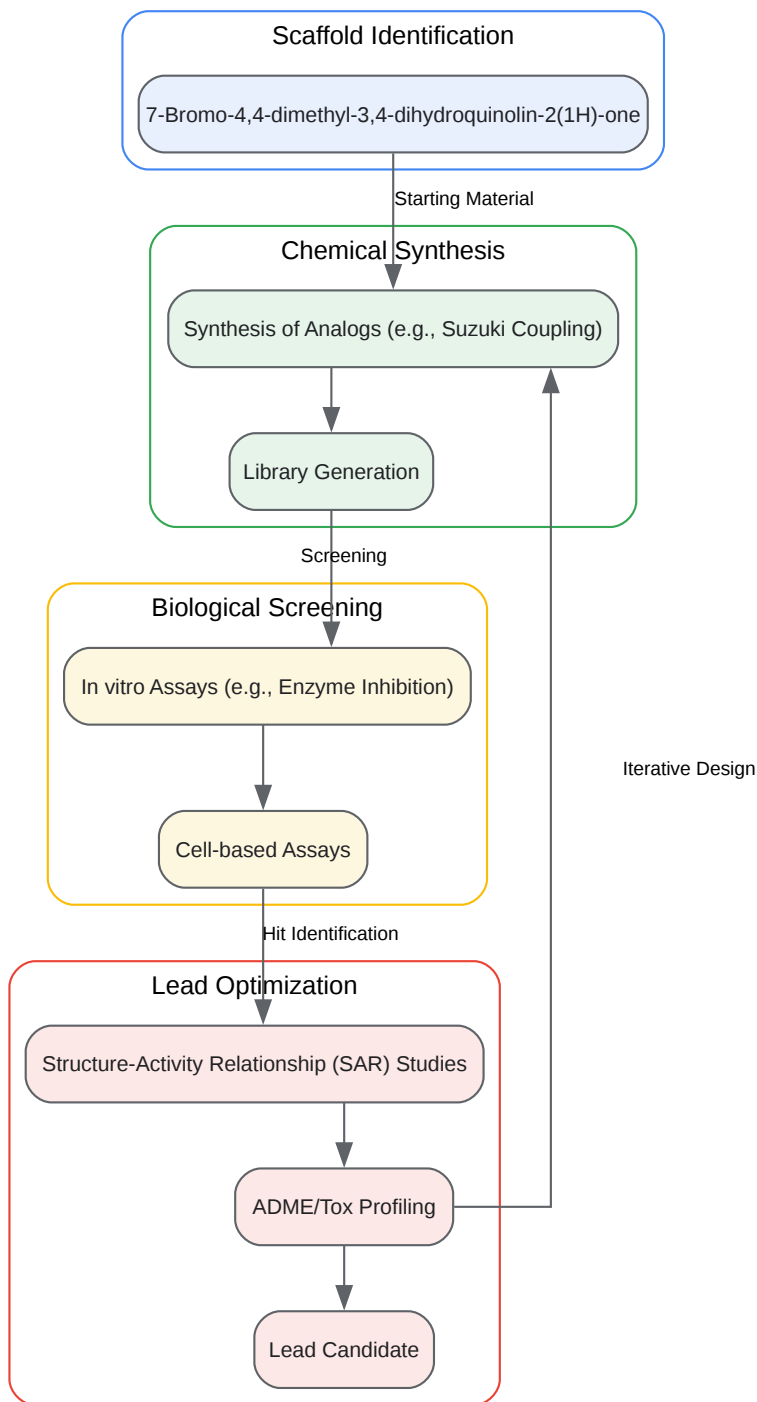 Scaffold Identification
7-Bromo-4,4-dimethyl-3,4-dihydroquinolin-2(1H)-one
Starting Material
Chemical Synthesis
Synthesis of Analogs (e.g., Suzuki Coupling)
Library Generation
Screening
Biological Screening
In vitro Assays (e.g., Enzyme Inhibition)
Iterative Design
Cell-based Assays
Hit Identification
Lead Optimization
Structure-Activity Relationship (SAR) Studies
ADME/Tox Profiling
Lead Candidate